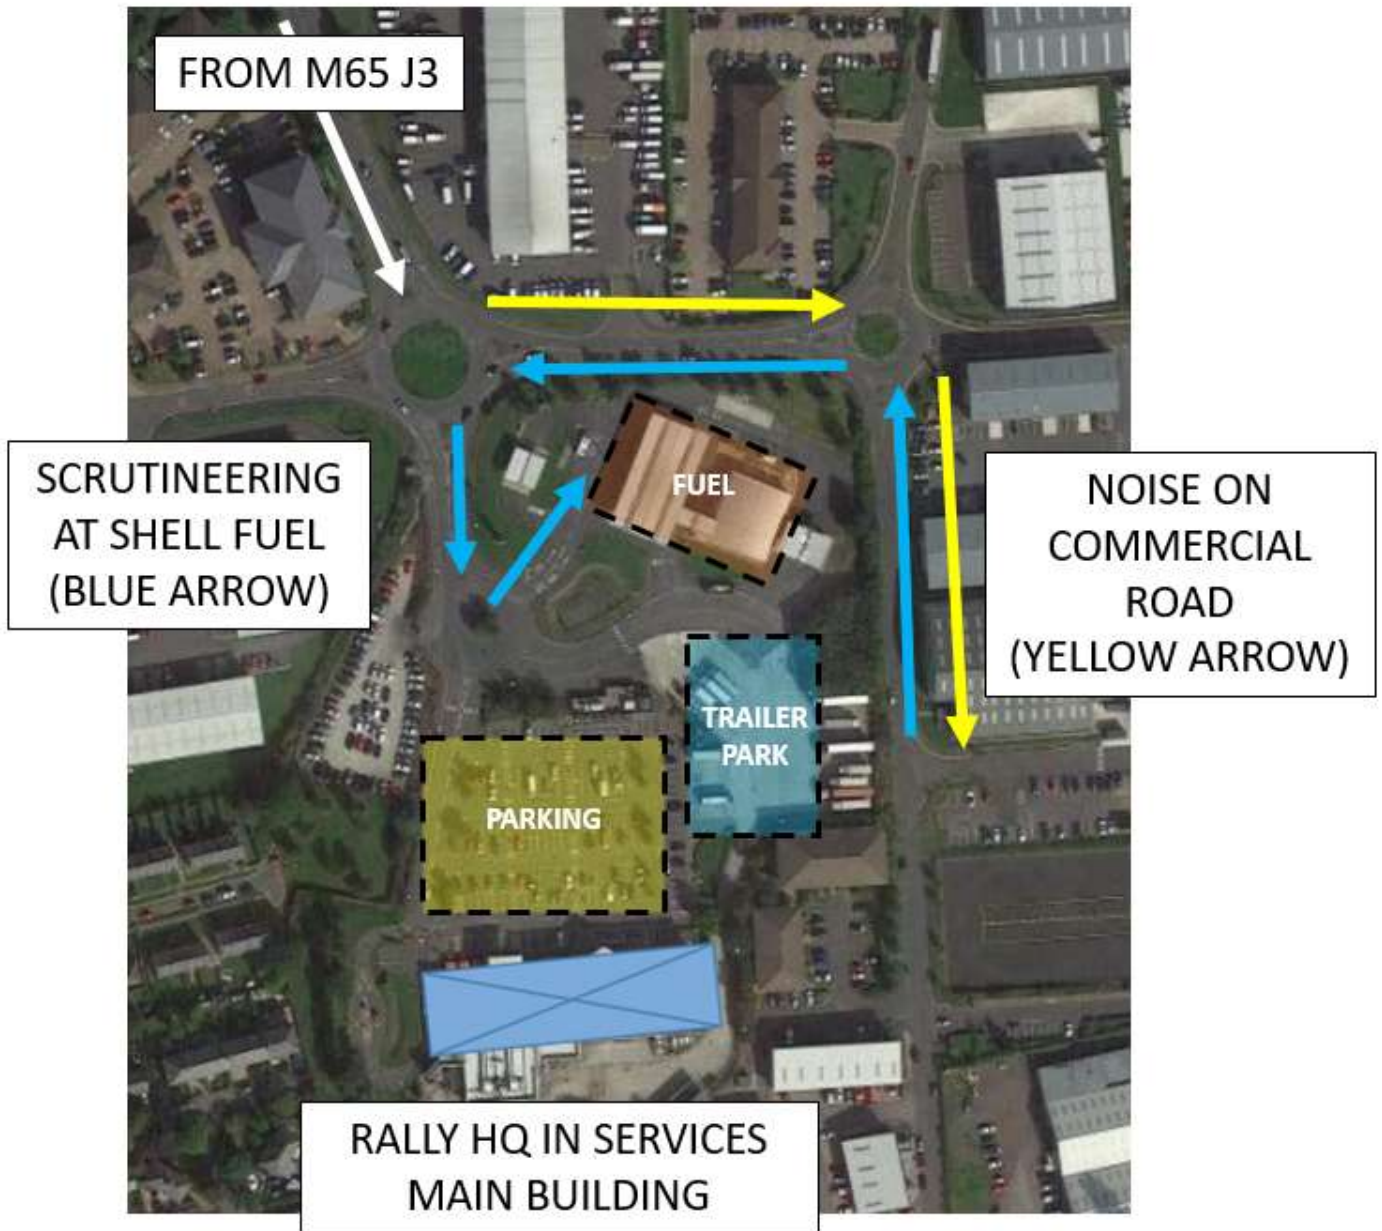 FROM M65 J3
SCRUTINEERING
AT SHELL FUEL
(BLUE ARROW)
FUEL
NOISE ON
COMMERCIAL
ROAD
(YELLOW ARROW)
TRAILER
PARK
PARKING
RALLY HQ IN SERVICES
MAIN BUILDING